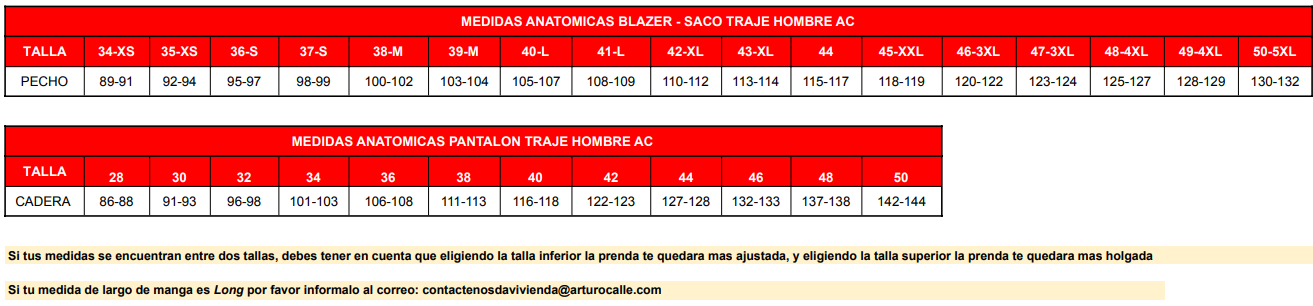 MEDIDAS ANATOMICAS BLAZER - SACO TRAJE HOMBRE AC
TALLA 34-XS 35-XS 36-S 37-S 38-M 39-M 40-L 41-L 42-XL 43-XL 44 45-XXL 46-3XL 47-3XL 48-4XL 49-4XL 50-5XL
PECHO 89-91 92-94 95-97 98-99 100-102 103-104 105-107 108-109 110-112 113-114 115-117 118-119 120-122 123-124 125-127 128-129 130-132
MEDIDAS ANATOMICAS PANTALON TRAJE HOMBRE AC
TALLA 28 30 32 34 36 38 40 42 44 46 48 50
CADERA 86-88 91-93 96-98 101-103 106-108 111-113 116-118 122-123 127-128 132-133 137-138 142-144
Si tus medidas se encuentran entre dos tallas, debes tener en cuenta que eligiendo la talla inferior la prenda te quedara mas ajustada, y eligiendo la talla superior la prenda te quedara mas holgada
Si tu medida de largo de manga es Long por favor informalo al correo: contactenosdavivienda@arturocalle.com